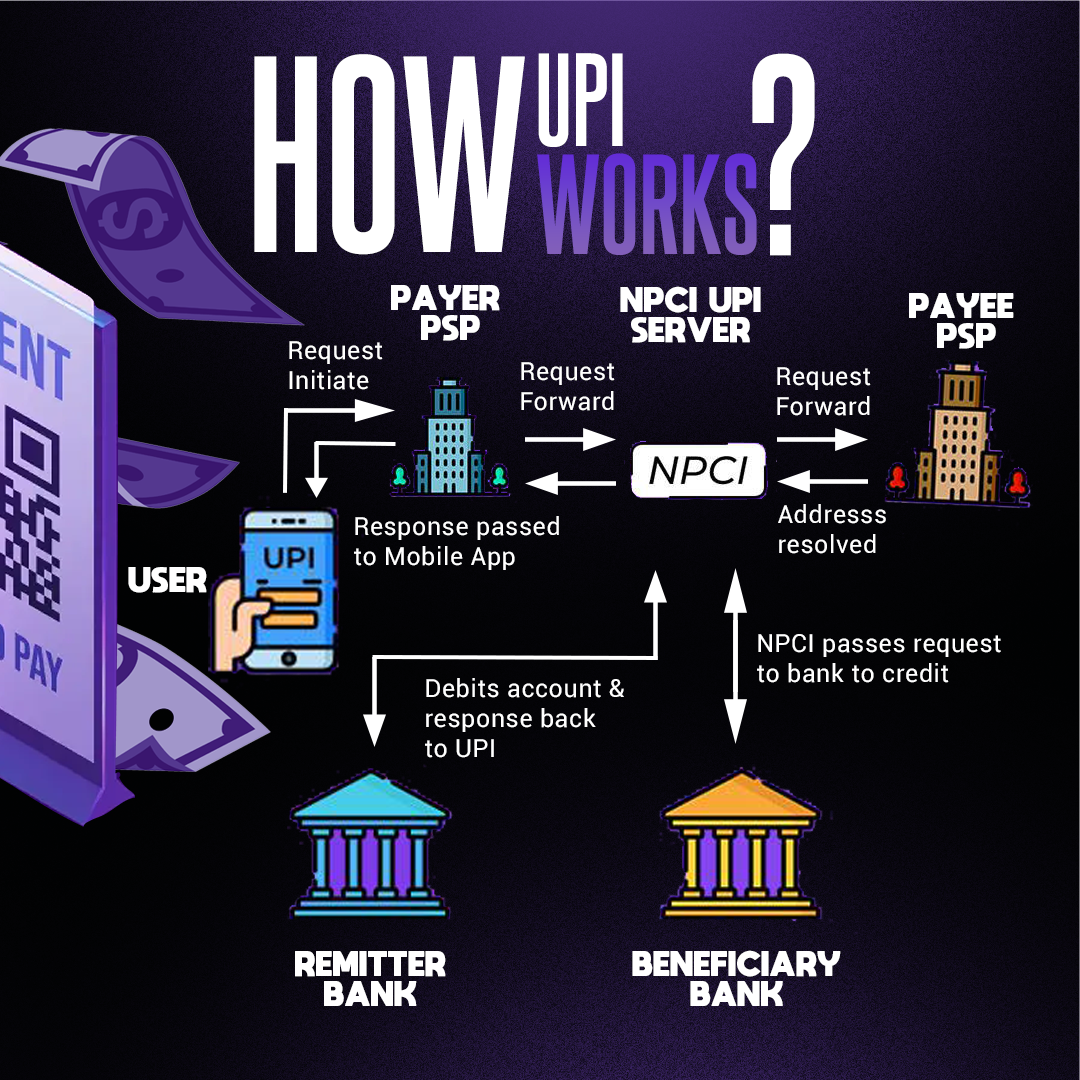 HOW UPI WORKS?
PAYER
PSP
NPCI UPI
SERVER
PAYEE
PSP
Request
Initiate
Request
Forward
Request
Forward
NPCI
Response passed
to Mobile App
Addresss
resolved
USER
UPI
ENT
PAY
NPCI passes request
to bank to credit
Debits account &
response back
to UPI
REMITTER
BANK
BENEFICIARY
BANK